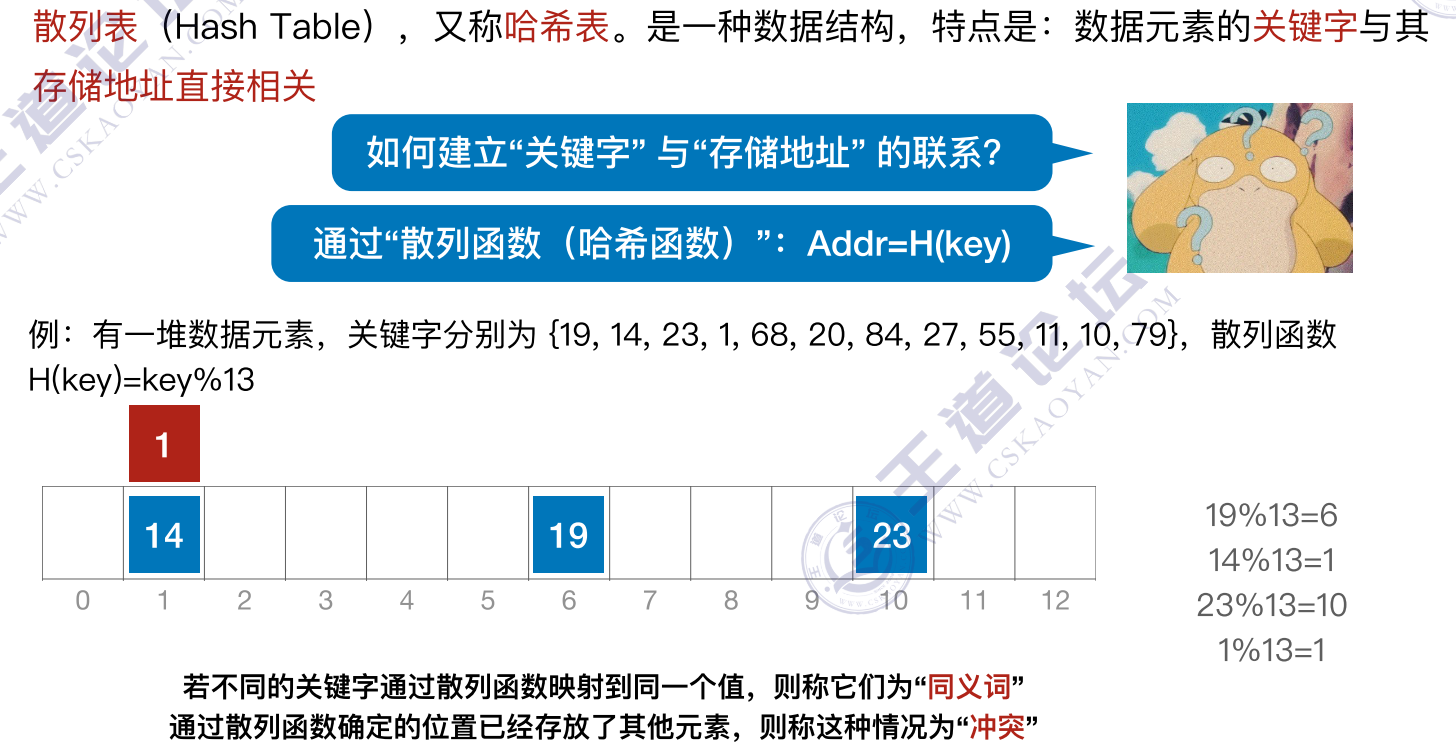 散列表（Hash Table），又称哈希表。是一种数据结构，特点是：数据元素的关键字与其
存储地址直接相关
如何建立“关键字” 与“存储地址” 的联系？
通过“散列函数（哈希函数）”：Addr=H(key)
例：有一堆数据元素，关键字分别为 {19, 14, 23, 1, 68, 20, 84, 27, 55, 11, 10, 79}，散列函数
H(key)=key%13
1
14 19 23
0 1 2 3 4 5 6 7 8 9 10 11 12
19%13=6
14%13=1
23%13=10
1%13=1
若不同的关键字通过散列函数映射到同一个值，则称它们为“同义词”
通过散列函数确定的位置已经存放了其他元素，则称这种情况为“冲突”
王道论坛
WWW.CSKAOYAN.COM